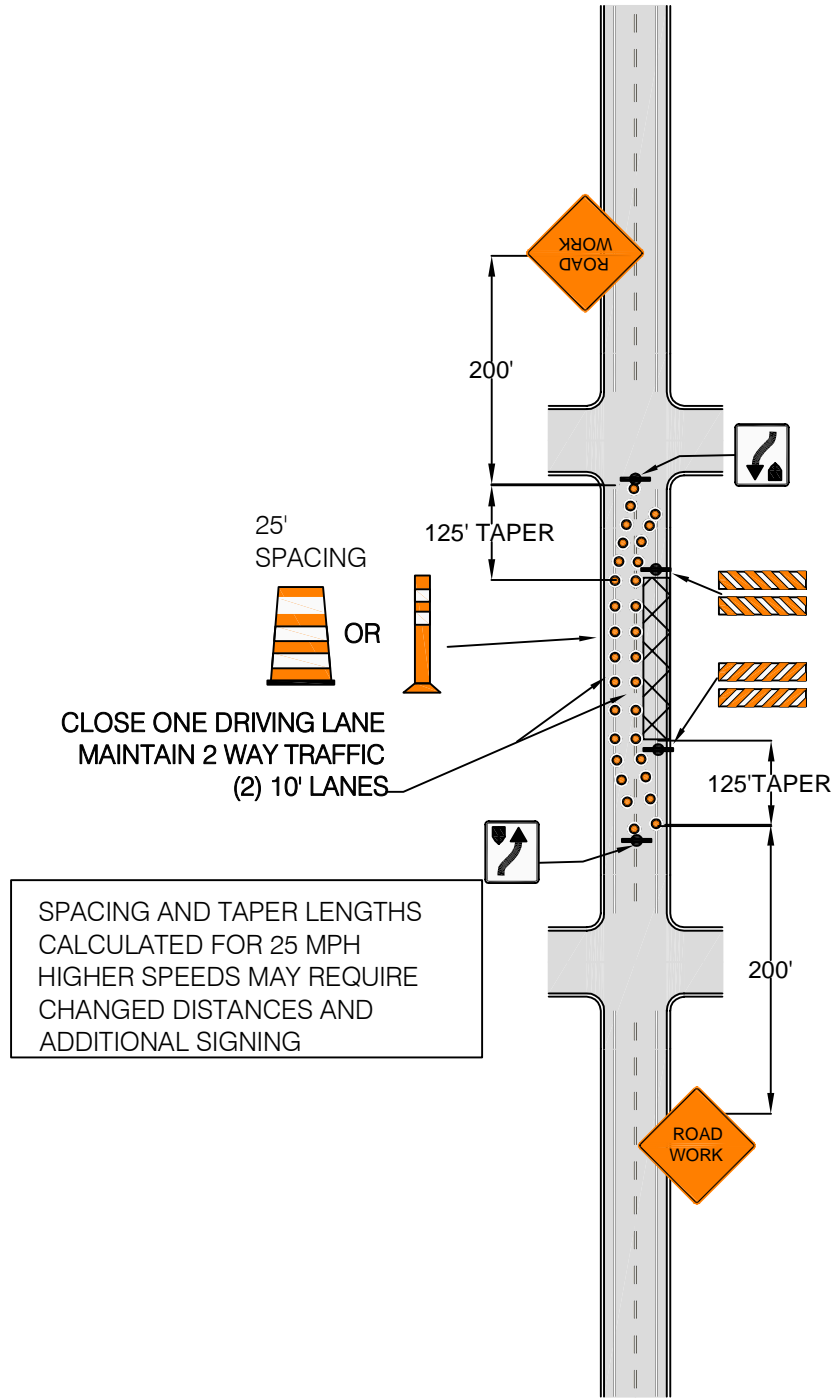 ROAD
WORK
200'
125' TAPER
25'
SPACING
OR
CLOSE ONE DRIVING LANE
MAINTAIN 2 WAY TRAFFIC
(2) 10' LANES
125'TAPER
SPACING AND TAPER LENGTHS
CALCULATED FOR 25 MPH
HIGHER SPEEDS MAY REQUIRE
CHANGED DISTANCES AND
ADDITIONAL SIGNING
200'
ROAD
WORK